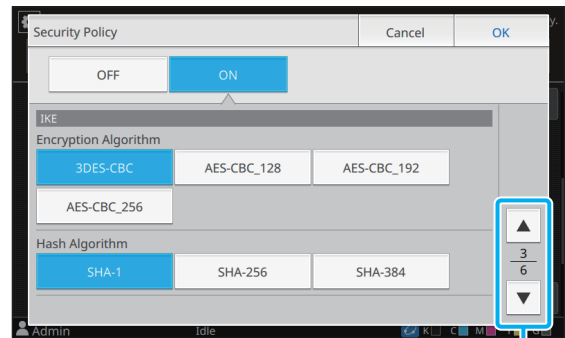 Security Policy Cancel OK
OFF ON
IKE
Encryption Algorithm
3DES-CBC AES-CBC_128 AES-CBC_192
AES-CBC_256
3
6
Hash Algorithm
SHA-1 SHA-256 SHA-384
Admin Idle K C M